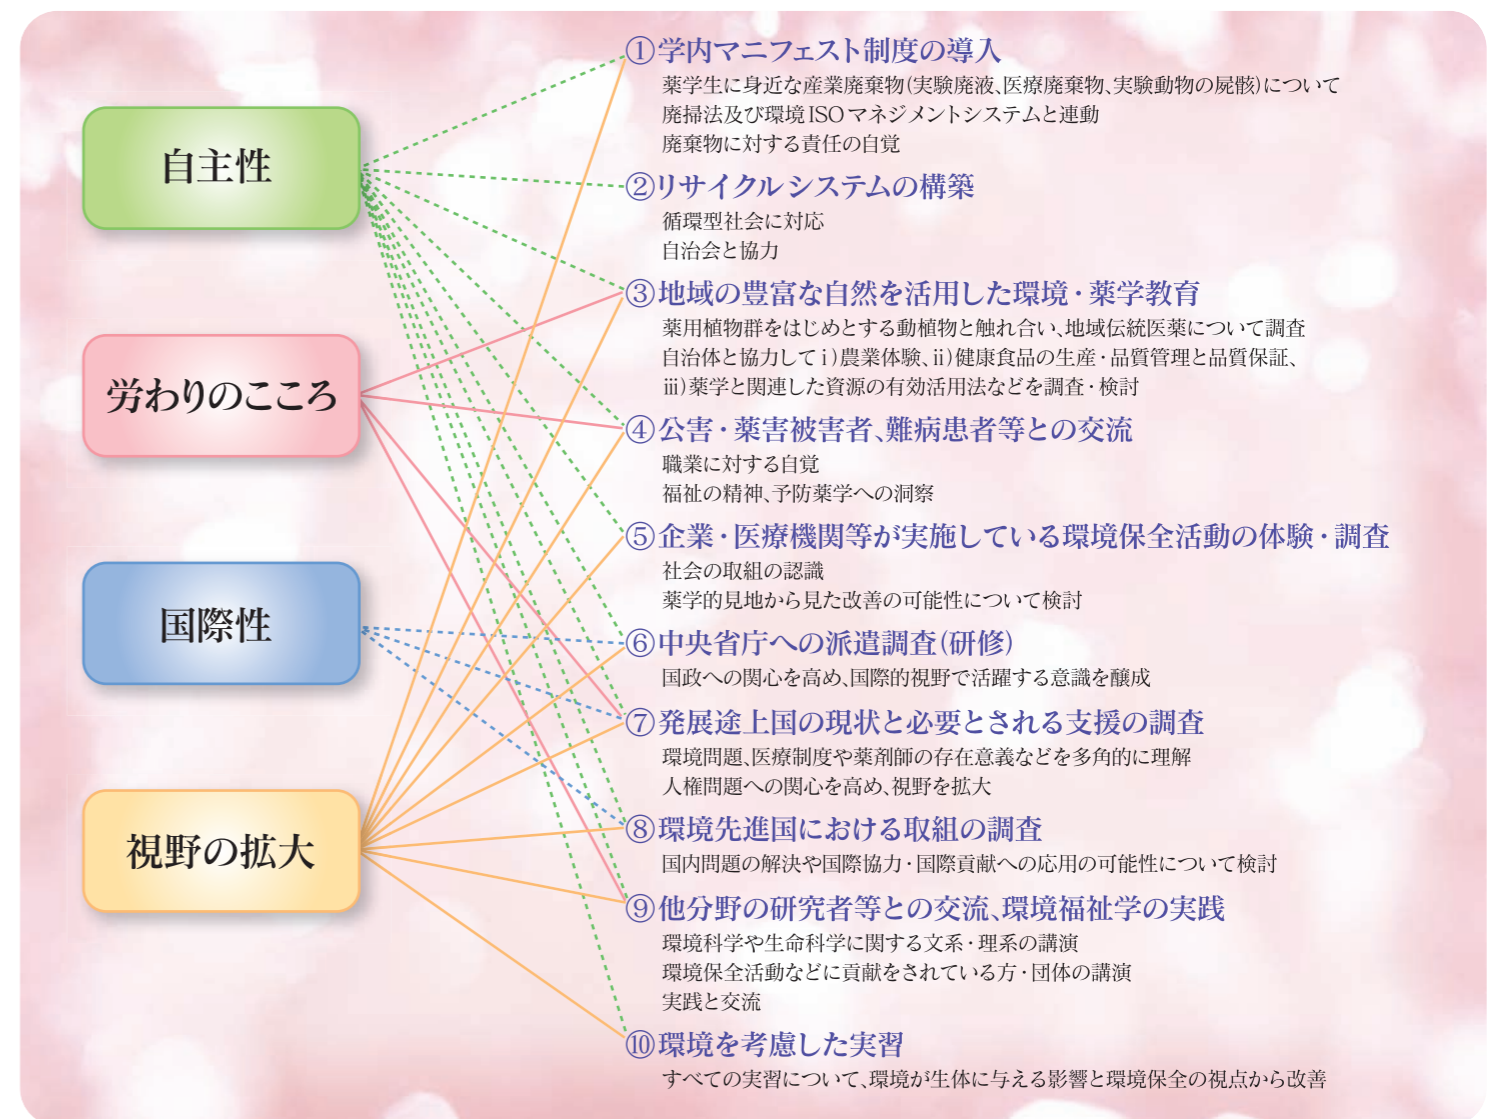 自主性
労わりのこころ
国際性
視野の拡大
①学内マニフェスト制度の導入
薬学生に身近な産業廃棄物(実験廃液、医療廃棄物、実験動物の屍骸)について
廃掃法及び環境ISOマネジメントシステムと連動
廃棄物に対する責任の自覚
②リサイクルシステムの構築
循環型社会に対応
自治会と協力
③地域の豊富な自然を活用した環境・薬学教育
薬用植物群をはじめとする動植物と触れ合い、地域伝統医薬について調査
自治体と協力してⅰ)農業体験、ⅱ)健康食品の生産・品質管理と品質保証、
ⅲ)薬学と関連した資源の有効活用法などを調査・検討
④公害・薬害被害者、難病患者等との交流
職業に対する自覚
福祉の精神、予防薬学への洞察
⑤企業・医療機関等が実施している環境保全活動の体験・調査
社会の取組の認識
薬学的見地から見た改善の可能性について検討
⑥中央省庁への派遣調査(研修)
国政への関心を高め、国際的視野で活躍する意識を醸成
⑦発展途上国の現状と必要とされる支援の調査
環境問題、医療制度や薬剤師の存在意義などを多角的に理解
人権問題への関心を高め、視野を拡大
⑧環境先進国における取組の調査
国内問題の解決や国際協力・国際貢献への応用の可能性について検討
⑨他分野の研究者等との交流、環境福祉学の実践
環境科学や生命科学に関する文系・理系の講演
環境保全活動などに貢献をされている方・団体の講演
実践と交流
⑩環境を考慮した実習
すべての実習について、環境が生体に与える影響と環境保全の視点から改善